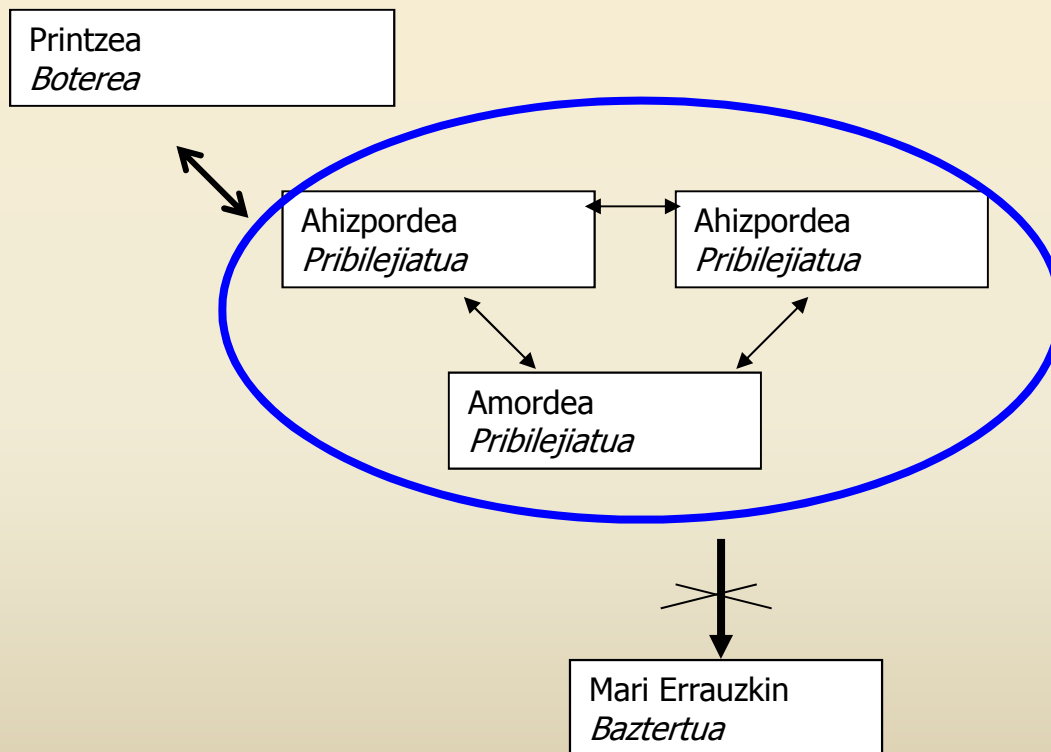 Printzea
Boterea
Ahizpordea
Pribilejiatua
Ahizpordea
Pribilejiatua
Amordea
Pribilejiatua
Mari Errauzkin
Baztertua